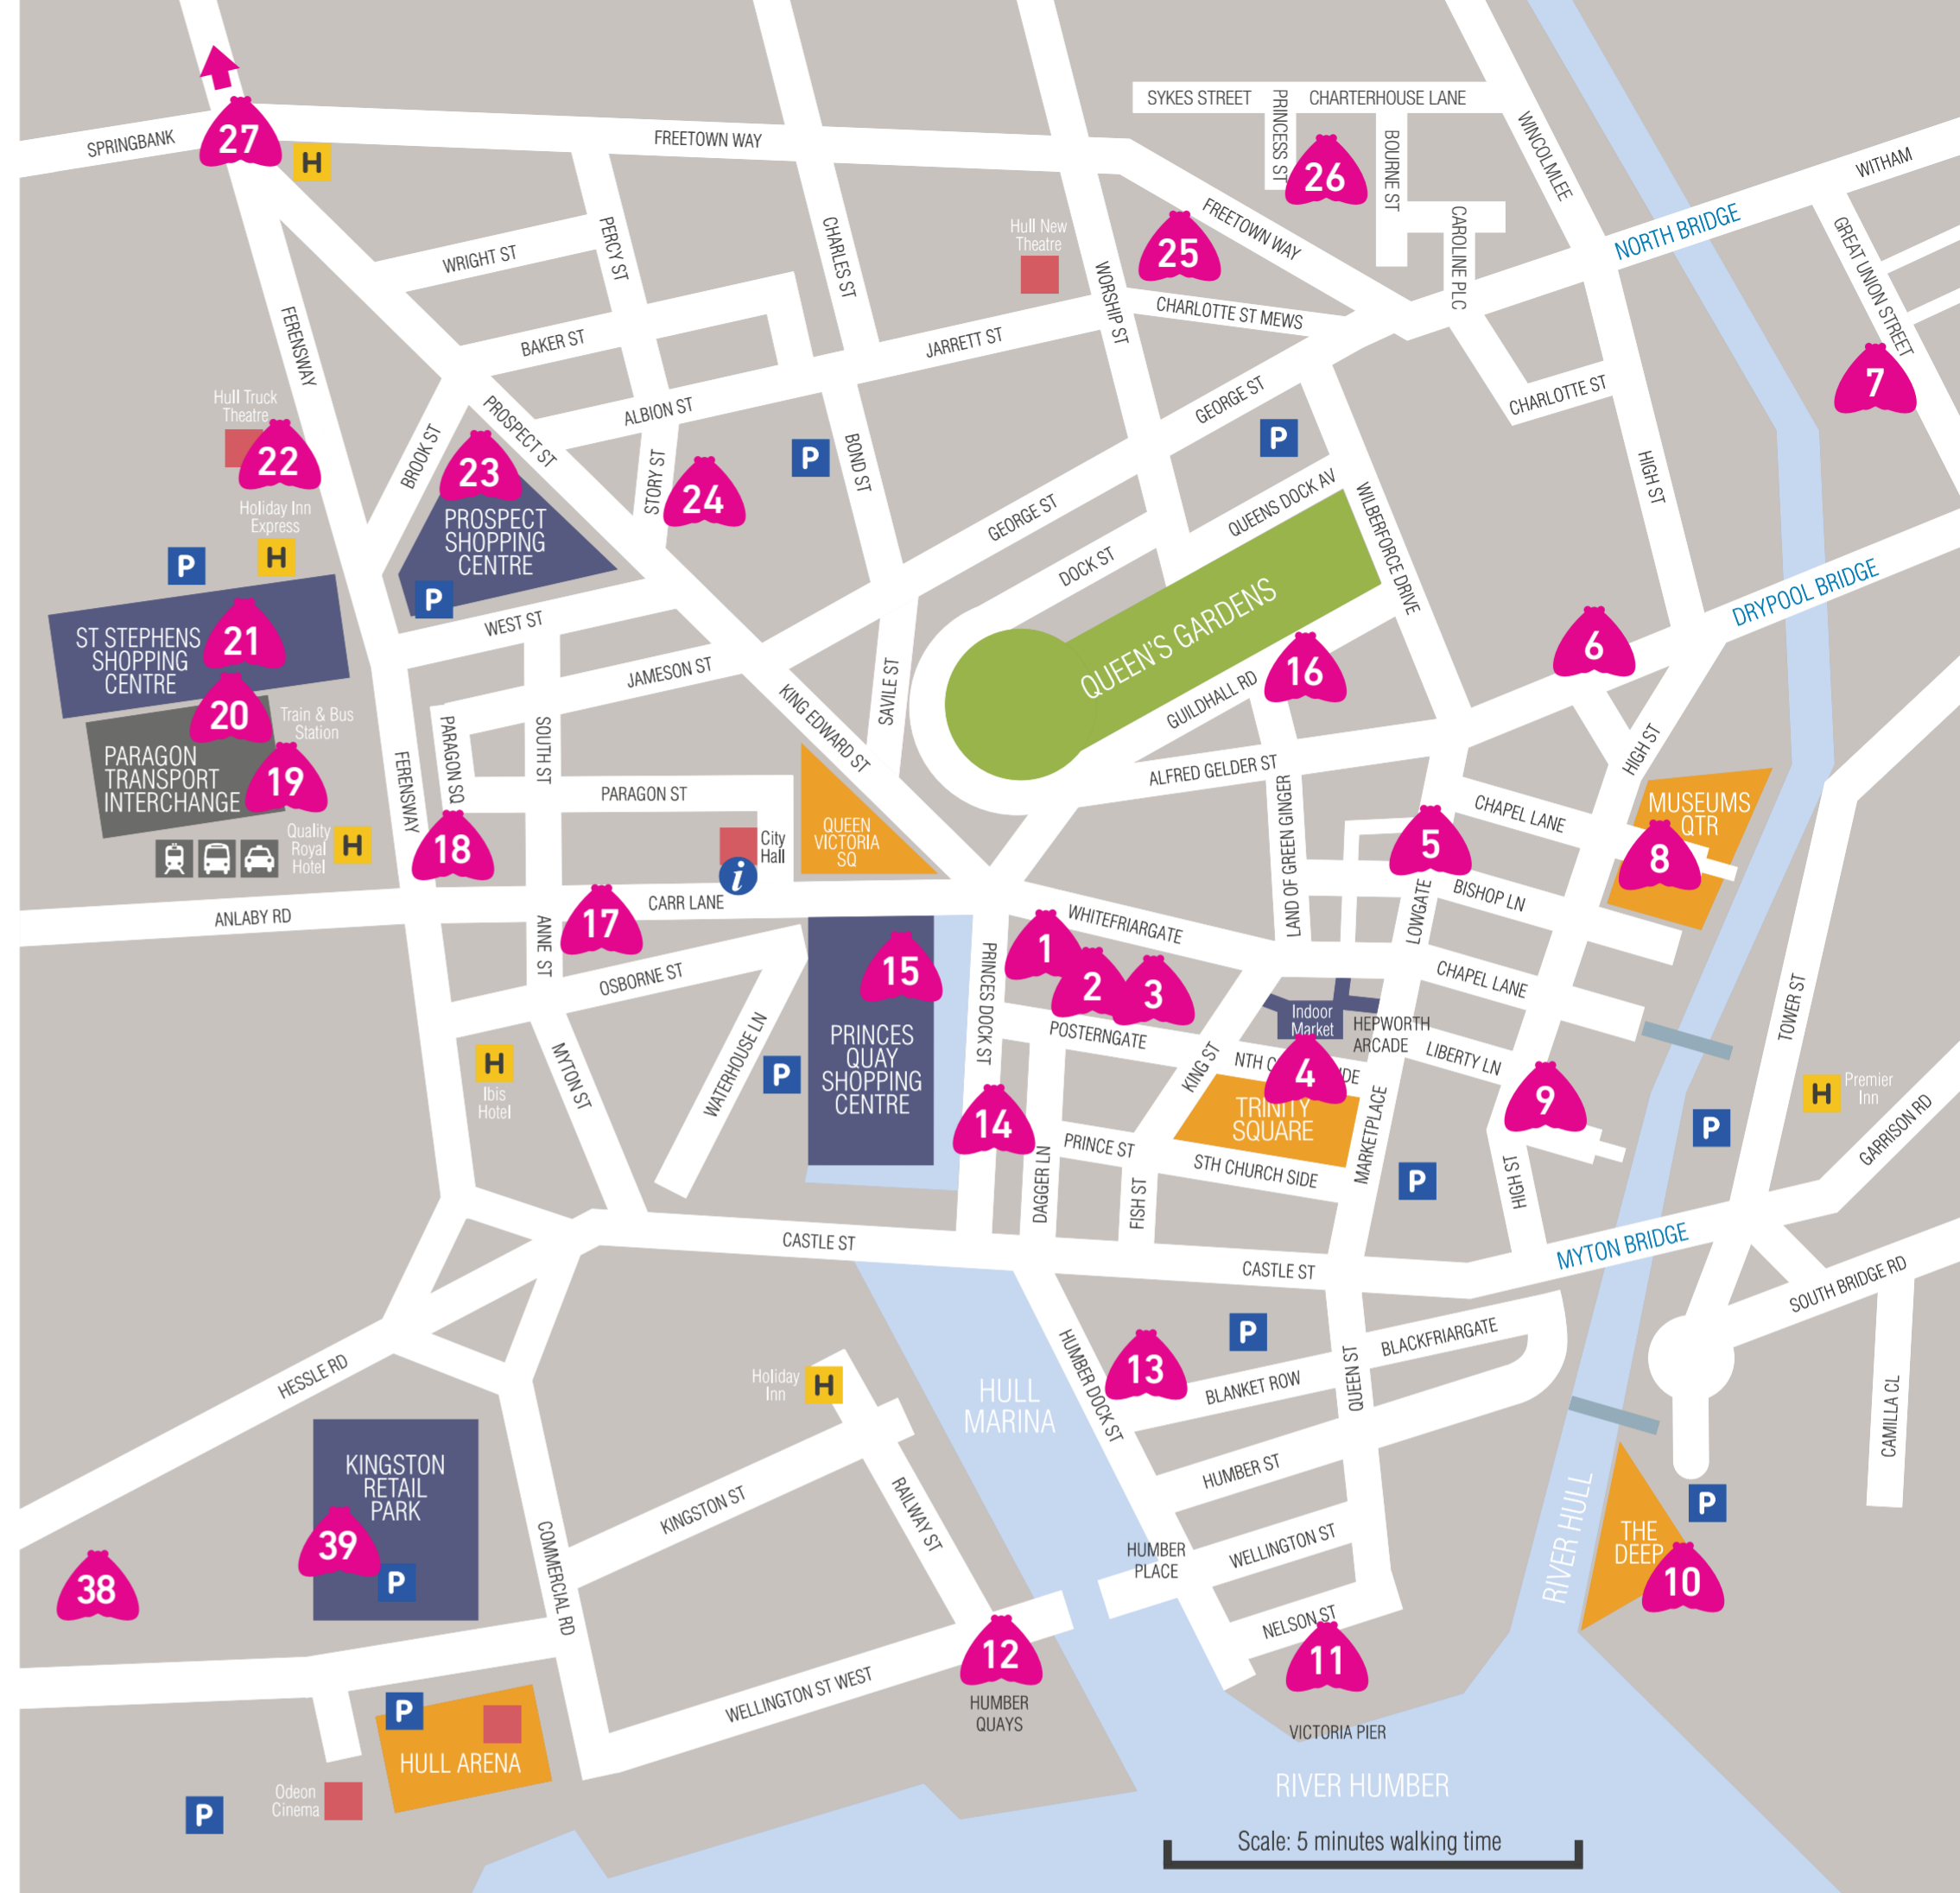 SYKES STREET
CHARTERHOUSE LANE
PRINCESS ST
BOURNE ST
CAROLINE PLC
WINCOLMLEE
WITHAM
SPRINGBANK
27
H
FREETOWN WAY
26
FREETOWN WAY
25
NORTH BRIDGE
GREAT UNION STREET
WRIGHT ST
PERCY ST
CHARLES ST
Hull New
Theatre
WORSHIP ST
CHARLOTTE ST MEWS
FERENSWAY
BAKER ST
JARRETT ST
7
Hull Truck
Theatre
22
BROOK ST
PROSPECT ST
ALBION ST
GEORGE ST
CHARLOTTE ST
23
STORY ST
24
P
BOND ST
P
HIGH ST
Holiday Inn
Express
H
P
PROSPECT
SHOPPING
CENTRE
P
GEORGE ST
QUEENS DOCK AV
WILBERFORCE DRIVE
DOCK ST
DRYPOOL BRIDGE
ST STEPHENS
SHOPPING
CENTRE
21
WEST ST
JAMESON ST
QUEEN'S GARDENS
6
16
GUILDHALL RD
20
Train & Bus
Station
PARAGON
TRANSPORT
INTERCHANGE
19
FERENSWAY
PARAGON SQ
SOUTH ST
KING EDWARD ST
SAVILE ST
HIGH ST
PARAGON ST
ALFRED GELDER ST
Quality
Royal
Hotel
H
18
City
Hall
i
QUEEN
VICTORIA
SQ
LAND OF GREEN GINGER
CHAPEL LANE
MUSEUMS
QTR
5
8
ANLABY RD
CARR LANE
17
ANNE ST
WHITEFRIARGATE
LOWGATE
BISHOP LN
OSBORNE ST
15
PRINCES DOCK ST
1
2
3
CHAPEL LANE
PRINCES
QUAY
SHOPPING
CENTRE
POSTERNGATE
Indoor
Market
HEPWORTH
ARCADE
LIBERTY LN
TOWER ST
H
Ibis
Hotel
MYTON ST
WATERHOUSE LN
P
KING ST
4
TRINITY
SQUARE
MARKETPLACE
9
H
Premier
Inn
P
GARRISON RD
14
DAGGER LN
PRINCE ST
FISH ST
STH CHURCH SIDE
P
HIGH ST
CASTLE ST
CASTLE ST
MYTON BRIDGE
SOUTH BRIDGE RD
HESSLE RD
Holiday
Inn
H
HULL
MARINA
HUMBER DOCK ST
13
P
BLANKET ROW
BLACKFRIARGATE
QUEEN ST
CAMILLA CL
KINGSTON
RETAIL
PARK
39
P
38
COMMERCIAL RD
KINGSTON ST
RAILWAY ST
HUMBER ST
HUMBER
PLACE
WELLINGTON ST
RIVER HULL
THE
DEEP
10
P
NELSON ST
11
12
HUMBER
QUAYS
WELLINGTON ST WEST
VICTORIA PIER
P
HULL ARENA
Odeon
Cinema
P
RIVER HUMBER
Scale: 5 minutes walking time